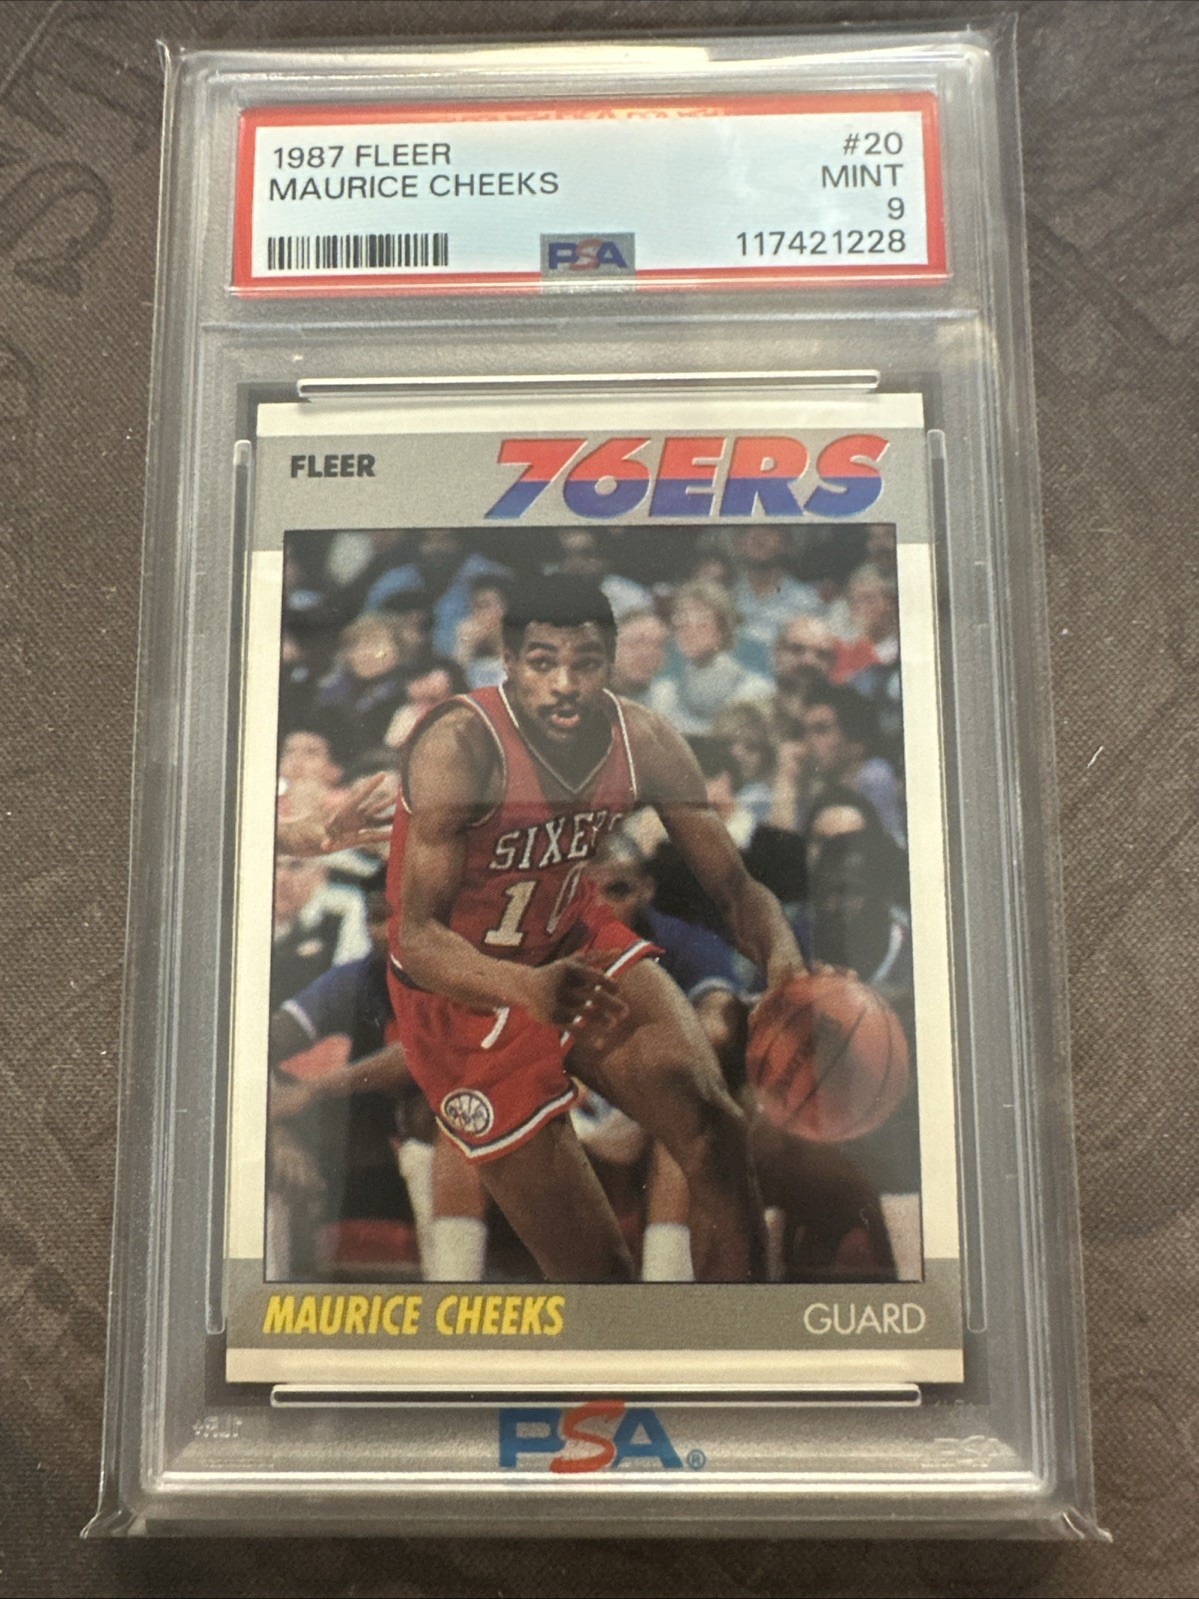 1987 FLEER
#20
MAURICE CHEEKS
MINT
9
PSA
117421228
FLEER
76ERS
SIXERS
10
MAURICE CHEEKS
GUARD
PSA®